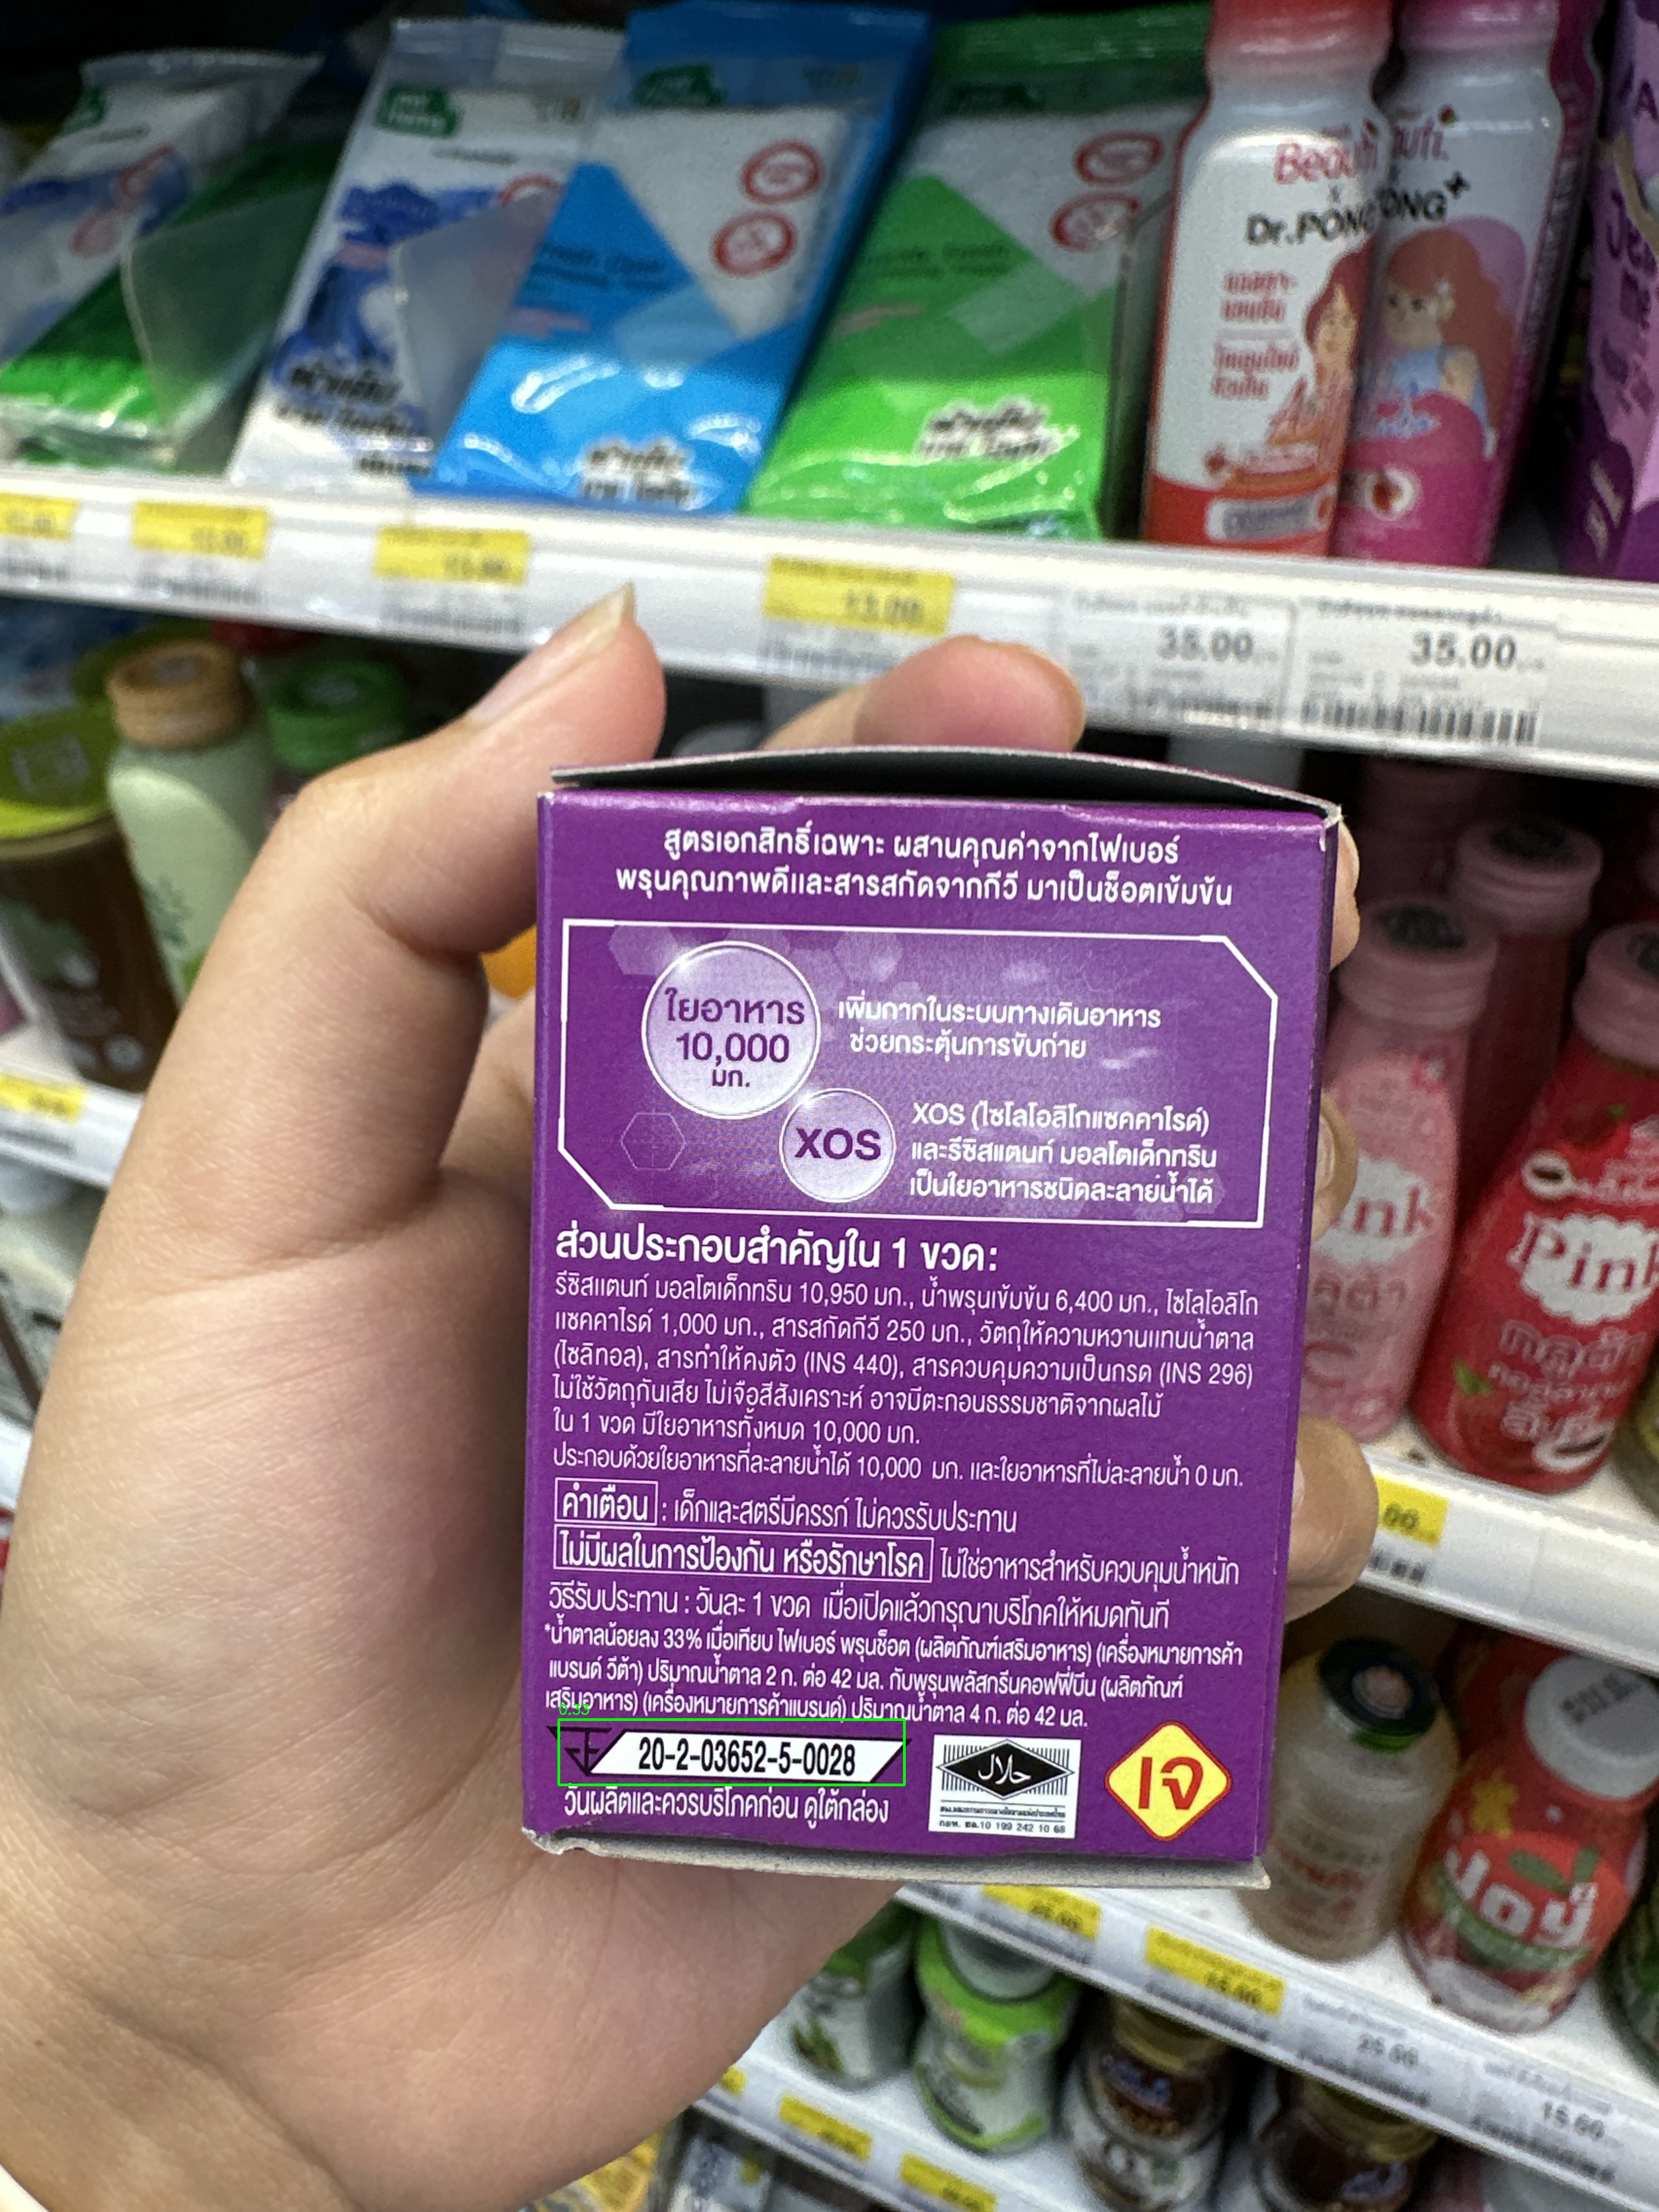 Beauti
x
Dr.PONG
Dr.PONG+
13.00
35.00
35.00
สูตรเอกสิทธิ์เฉพาะ ผสานคุณค่าจากไฟเบอร์
พรุนคุณภาพดีและสารสกัดจากกีวี มาเป็นช็อตเข้มข้น
ใยอาหาร
10,000
มก.
เพิ่มกากในระบบทางเดินอาหาร
ช่วยกระตุ้นการขับถ่าย
XOS
XOS (ไซโลโอลิโกแซคคาไรด์)
และรีซิสแตนท์ มอลโตเด็กทริน
เป็นใยอาหารชนิดละลายน้ำได้
ส่วนประกอบสำคัญใน 1 ขวด:
รีซิสแตนท์ มอลโตเด็กทริน 10,950 มก., น้ำพรุนเข้มข้น 6,400 มก., ไซโลโอลิโก
แซคคาไรด์ 1,000 มก., สารสกัดกีวี 250 มก., วัตถุให้ความหวานแทนน้ำตาล
(ไซลิทอล), สารทำให้คงตัว (INS 440), สารควบคุมความเป็นกรด (INS 296)
ไม่ใช้วัตถุกันเสีย ไม่เจือสีสังเคราะห์ อาจมีตะกอนธรรมชาติจากผลไม้
ใน 1 ขวด มีใยอาหารทั้งหมด 10,000 มก.
ประกอบด้วยใยอาหารที่ละลายน้ำได้ 10,000 มก. และใยอาหารที่ไม่ละลายน้ำ 0 มก.
คำเตือน : เด็กและสตรีมีครรภ์ ไม่ควรรับประทาน
ไม่มีผลในการป้องกัน หรือรักษาโรค ไม่ใช่อาหารสำหรับควบคุมน้ำหนัก
วิธีรับประทาน : วันละ 1 ขวด เมื่อเปิดแล้วกรุณาบริโภคให้หมดทันที
*น้ำตาลน้อยลง 33% เมื่อเทียบ ไฟเบอร์ พรุนช็อต (ผลิตภัณฑ์เสริมอาหาร) (เครื่องหมายการค้า
แบรนด์ วีต้า) ปริมาณน้ำตาล 2 ก. ต่อ 42 มล. กับพรุนพลัสกรีนคอฟฟี่บีน (ผลิตภัณฑ์
เสริมอาหาร) (เครื่องหมายการค้าแบรนด์) ปริมาณน้ำตาล 4 ก. ต่อ 42 มล.
0.33
20-2-03652-5-0028
วันผลิตและควรบริโภคก่อน ดูใต้กล่อง
حلال
กอท. ฮล.10 199 242 10 68
เจ
Pink
25.00
15.00